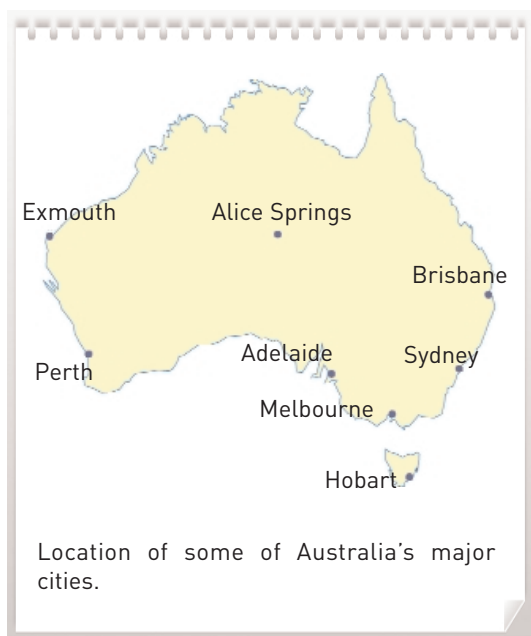 Exmouth
Alice Springs
Brisbane
Adelaide
Sydney
Perth
Melbourne
Hobart
Location of some of Australia’s major
cities.